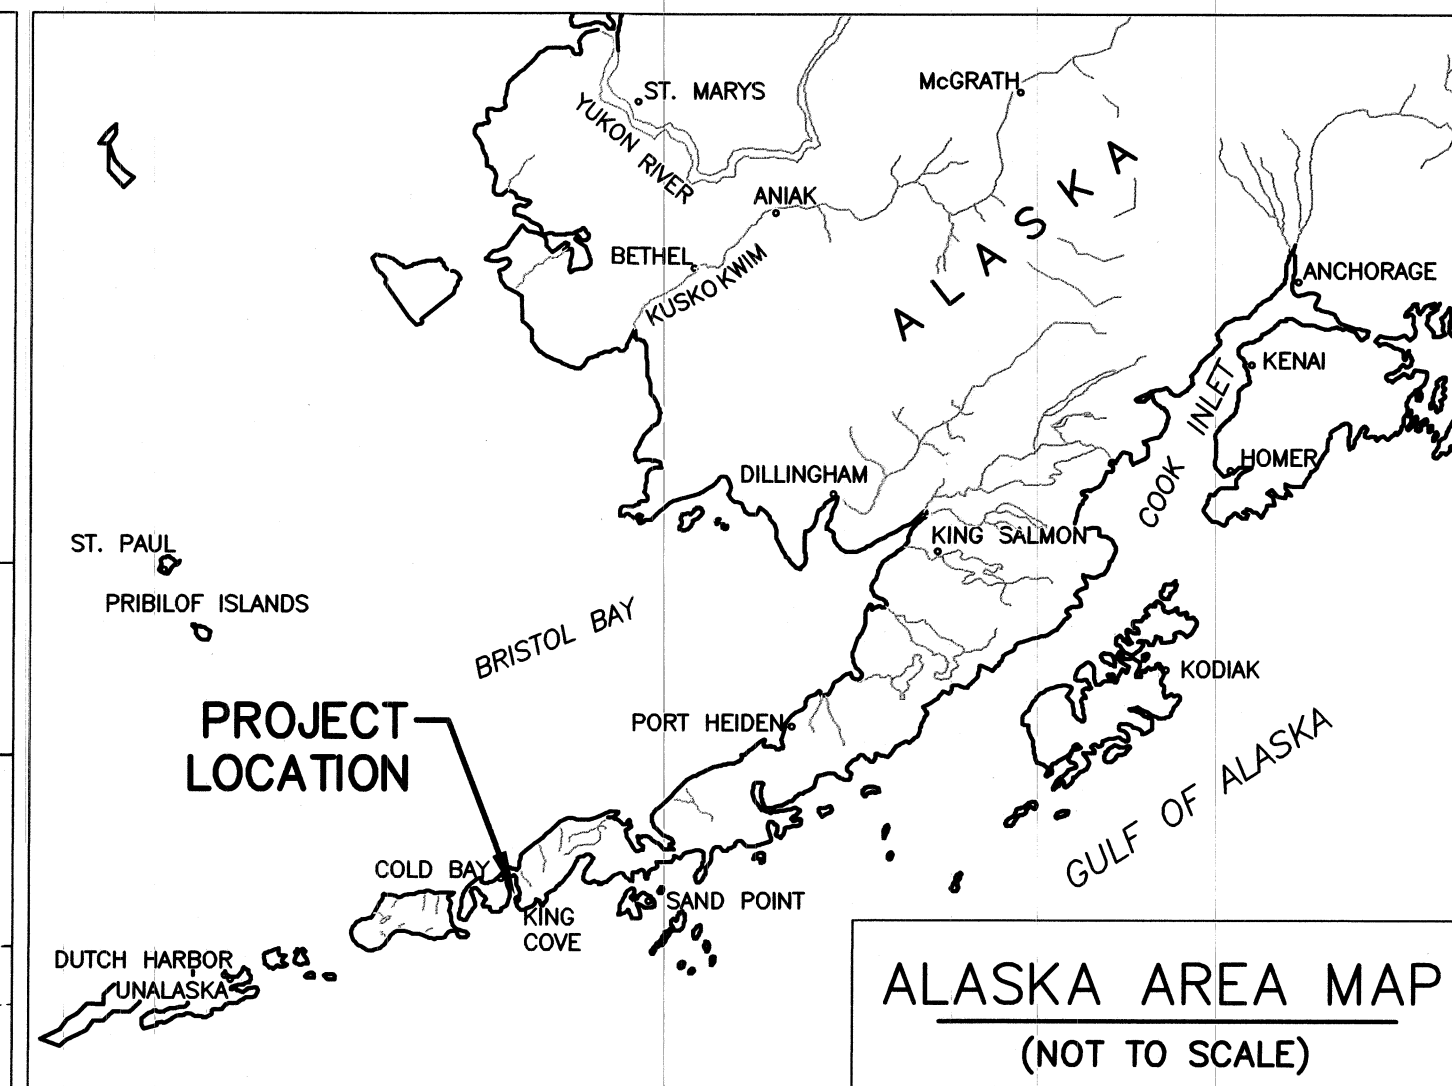 McGRATH
ST. MARYS
YUKON RIVER
ANIAK
ALASKA
BETHEL
KUSKOKWIM
ANCHORAGE
KENAI
COOK INLET
HOMER
DILLINGHAM
KING SALMON
ST. PAUL
PRIBILOF ISLANDS
BRISTOL BAY
KODIAK
PROJECT
LOCATION
PORT HEIDEN
GULF OF ALASKA
COLD BAY
SAND POINT
KING
COVE
DUTCH HARBOR
UNALASKA
ALASKA AREA MAP
(NOT TO SCALE)